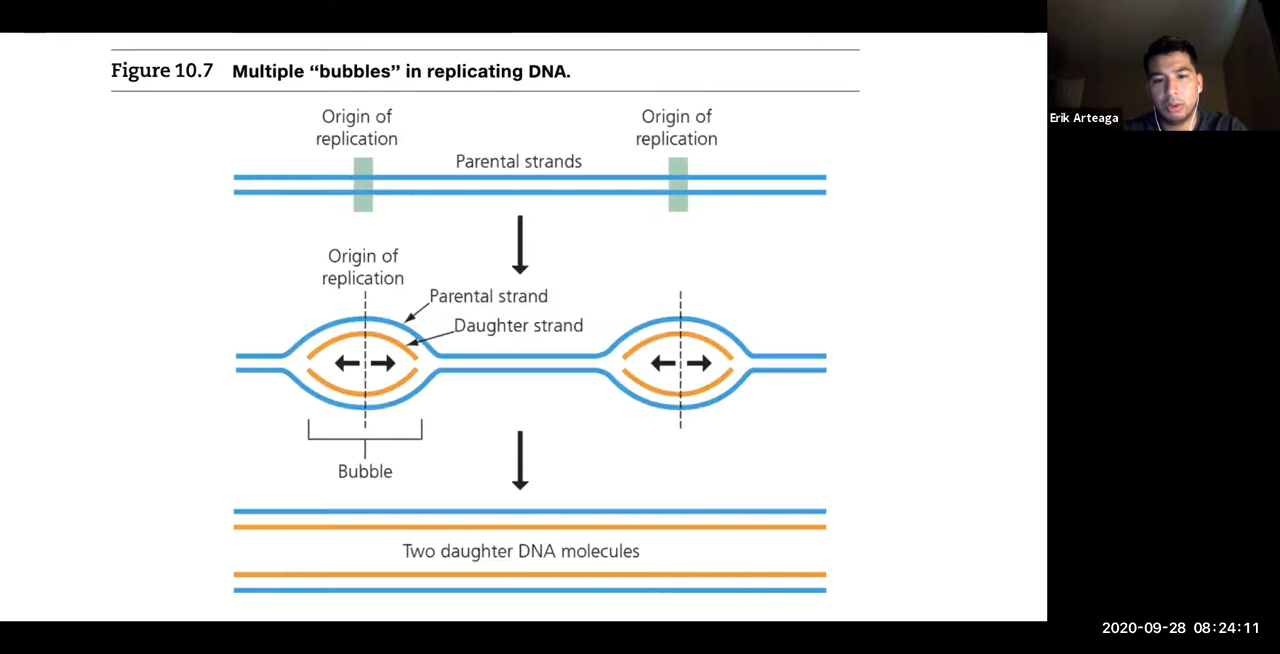 Figure 10.7 Multiple “bubbles” in replicating DNA.
Erik Arteaga
Origin of
replication
Origin of
replication
Parental strands
Origin of
replication
Parental strand
Daughter strand
Bubble
Two daughter DNA molecules
2020-09-28 08:24:11